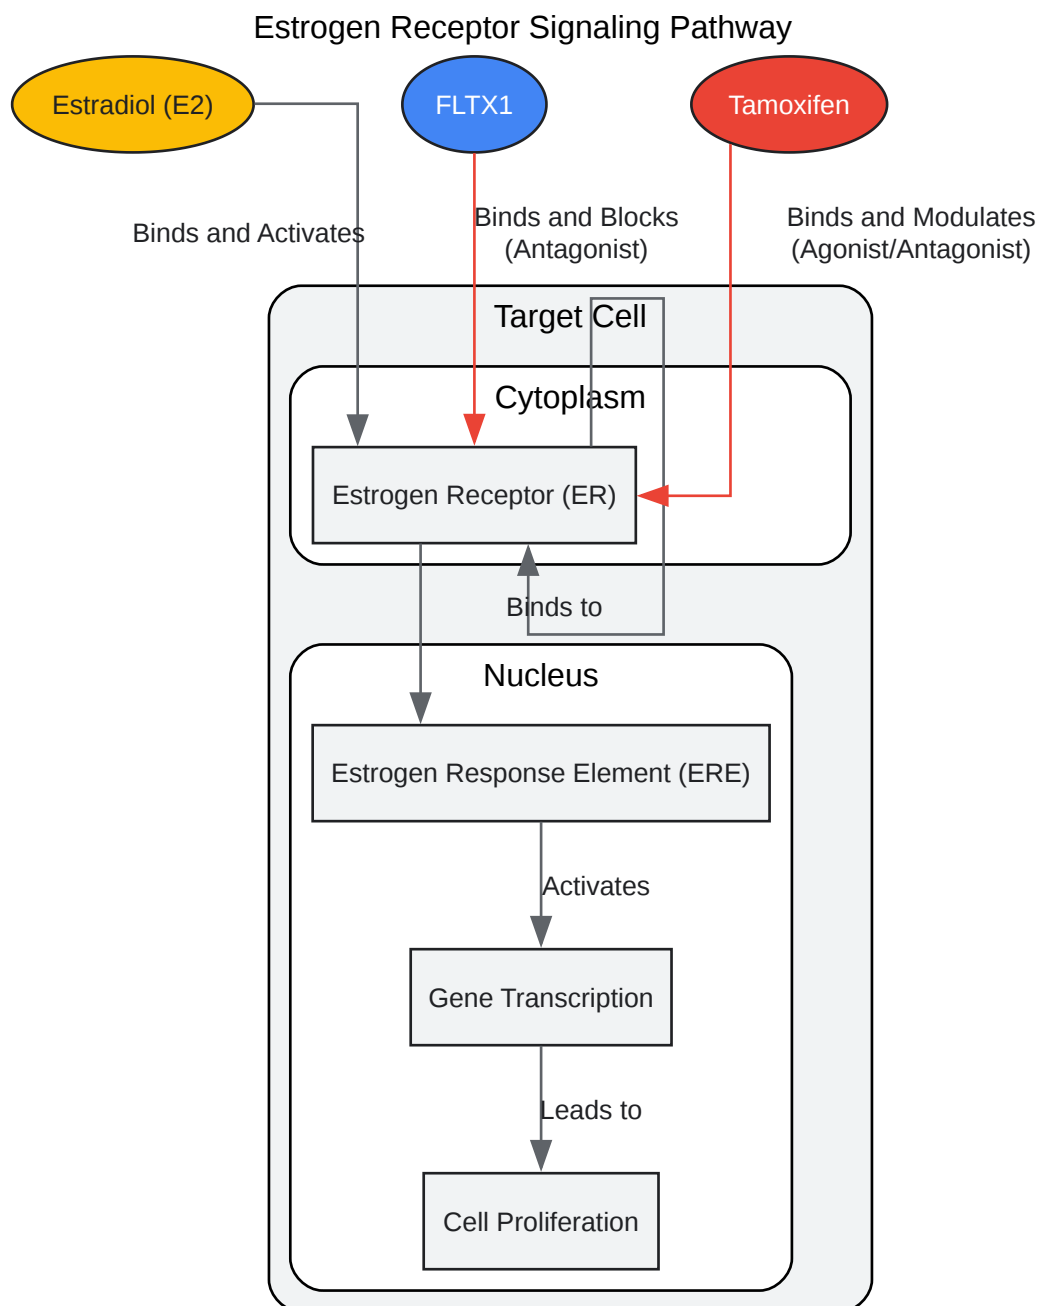 Estrogen Receptor Signaling Pathway
Estradiol (E2)
FLTX1
Tamoxifen
Binds and Activates
Binds and Blocks
(Antagonist)
Binds and Modulates
(Agonist/Antagonist)
Target Cell
Cytoplasm
Estrogen Receptor (ER)
Binds to
Nucleus
Estrogen Response Element (ERE)
Activates
Gene Transcription
Leads to
Cell Proliferation